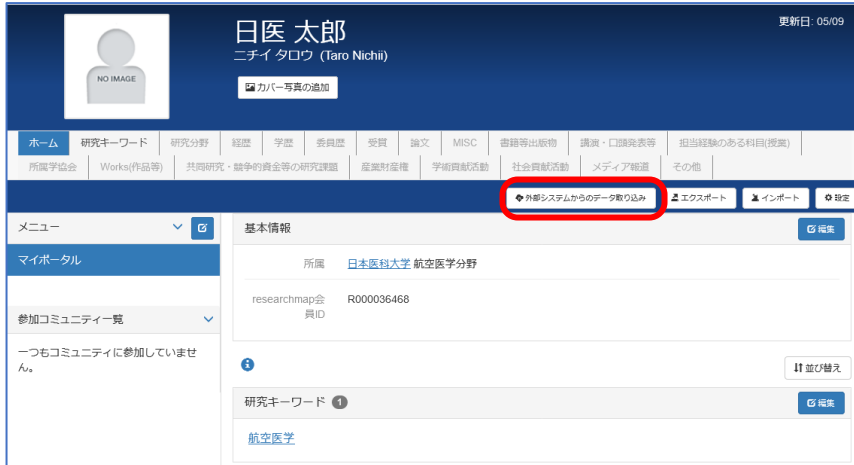 日医 太郎
更新日: 05/09
ニチイ タロウ (Taro Nichii)
NO IMAGE
カバー写真の追加
ホーム 研究キーワード 研究分野 経歴 学歴 委員歴 受賞 論文 MISC 書籍等出版物 講演・口頭発表等 担当経験のある科目(授業)
所属学協会 Works(作品等) 共同研究・競争的資金等の研究課題 産業財産権 学術貢献活動 社会貢献活動 メディア報道 その他
外部システムからのデータ取り込み エクスポート インポート 設定
メニュー
マイポータル
参加コミュニティ一覧
一つもコミュニティに参加していませ
ん。
基本情報 編集
所属 日本医科大学 航空医学分野
researchmap会
員ID R000036468
並び替え
研究キーワード 1 編集
航空医学